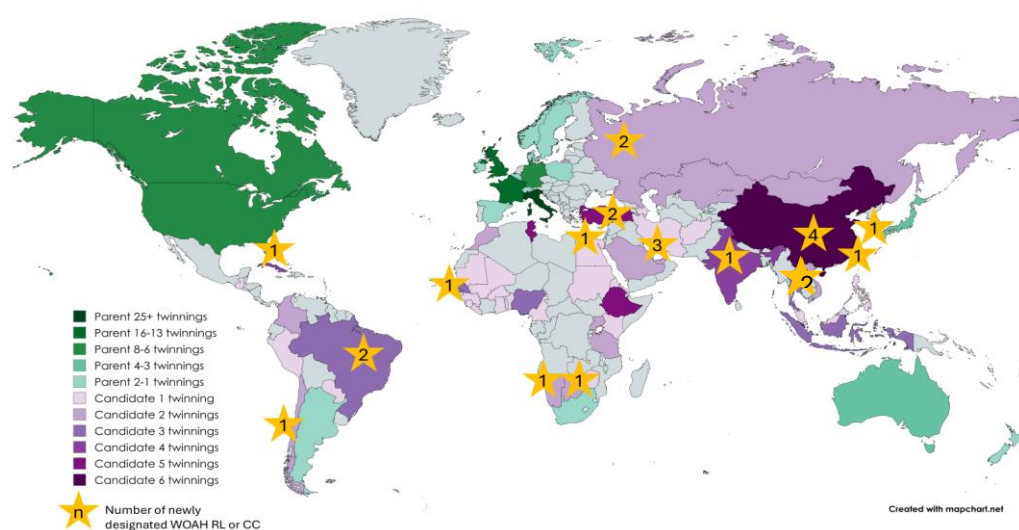 2
2
1
3
4
1
1
1
2
1
1
1
1
2
1
Parent 25+ twinnings
Parent 16-13 twinnings
Parent 8-6 twinnings
Parent 4-3 twinnings
Parent 2-1 twinnings
Candidate 1 twinning
Candidate 2 twinnings
Candidate 3 twinnings
Candidate 4 twinnings
Candidate 5 twinnings
Candidate 6 twinnings
n Number of newly
designated WOAH RL or CC
Created with mapchart.net